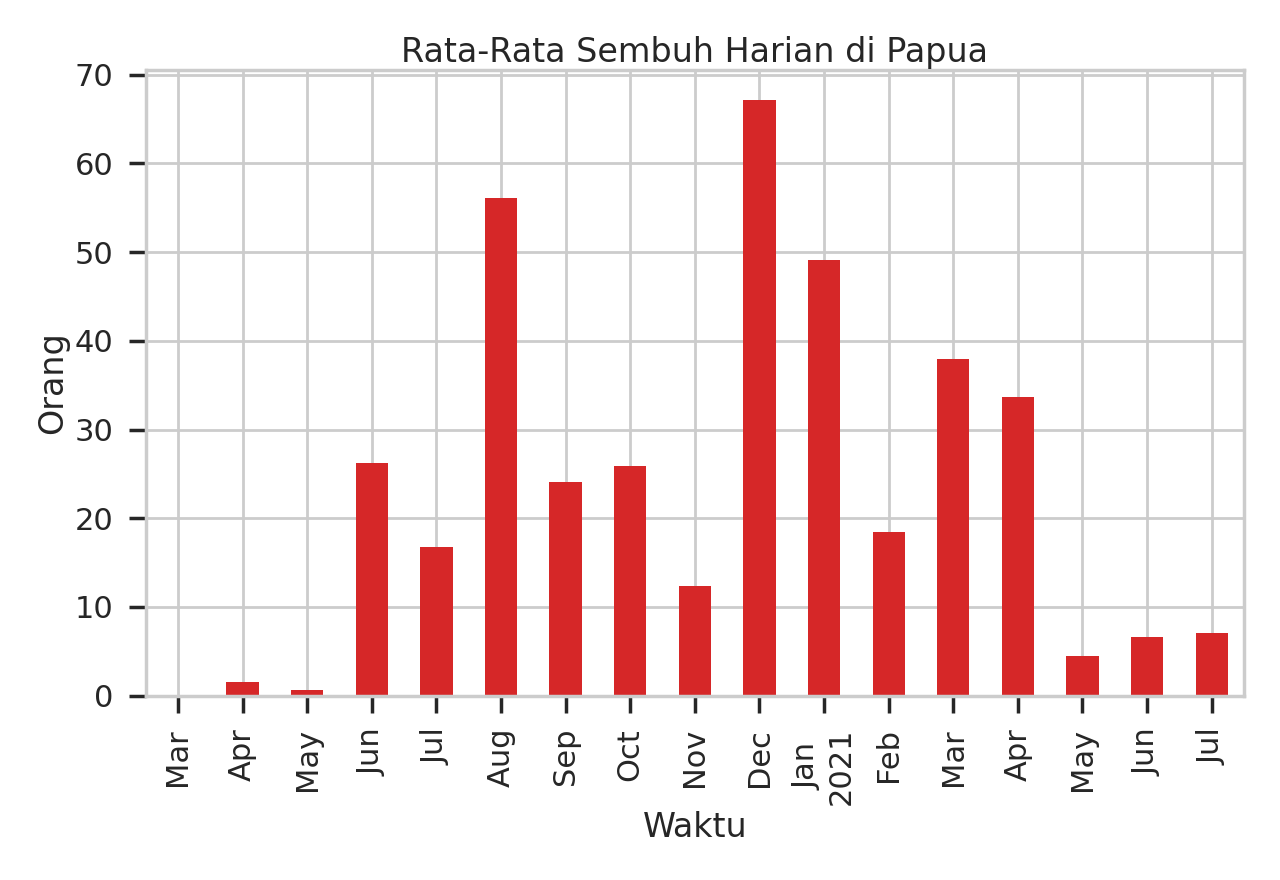 Rata-Rata Sembuh Harian di Papua
70
60
50
40
30
20
10
0
Orang
Mar
Apr
May
Jun
Jul
Aug
Sep
Oct
Nov
Dec
Jan
2021
Feb
Mar
Apr
May
Jun
Jul
Waktu